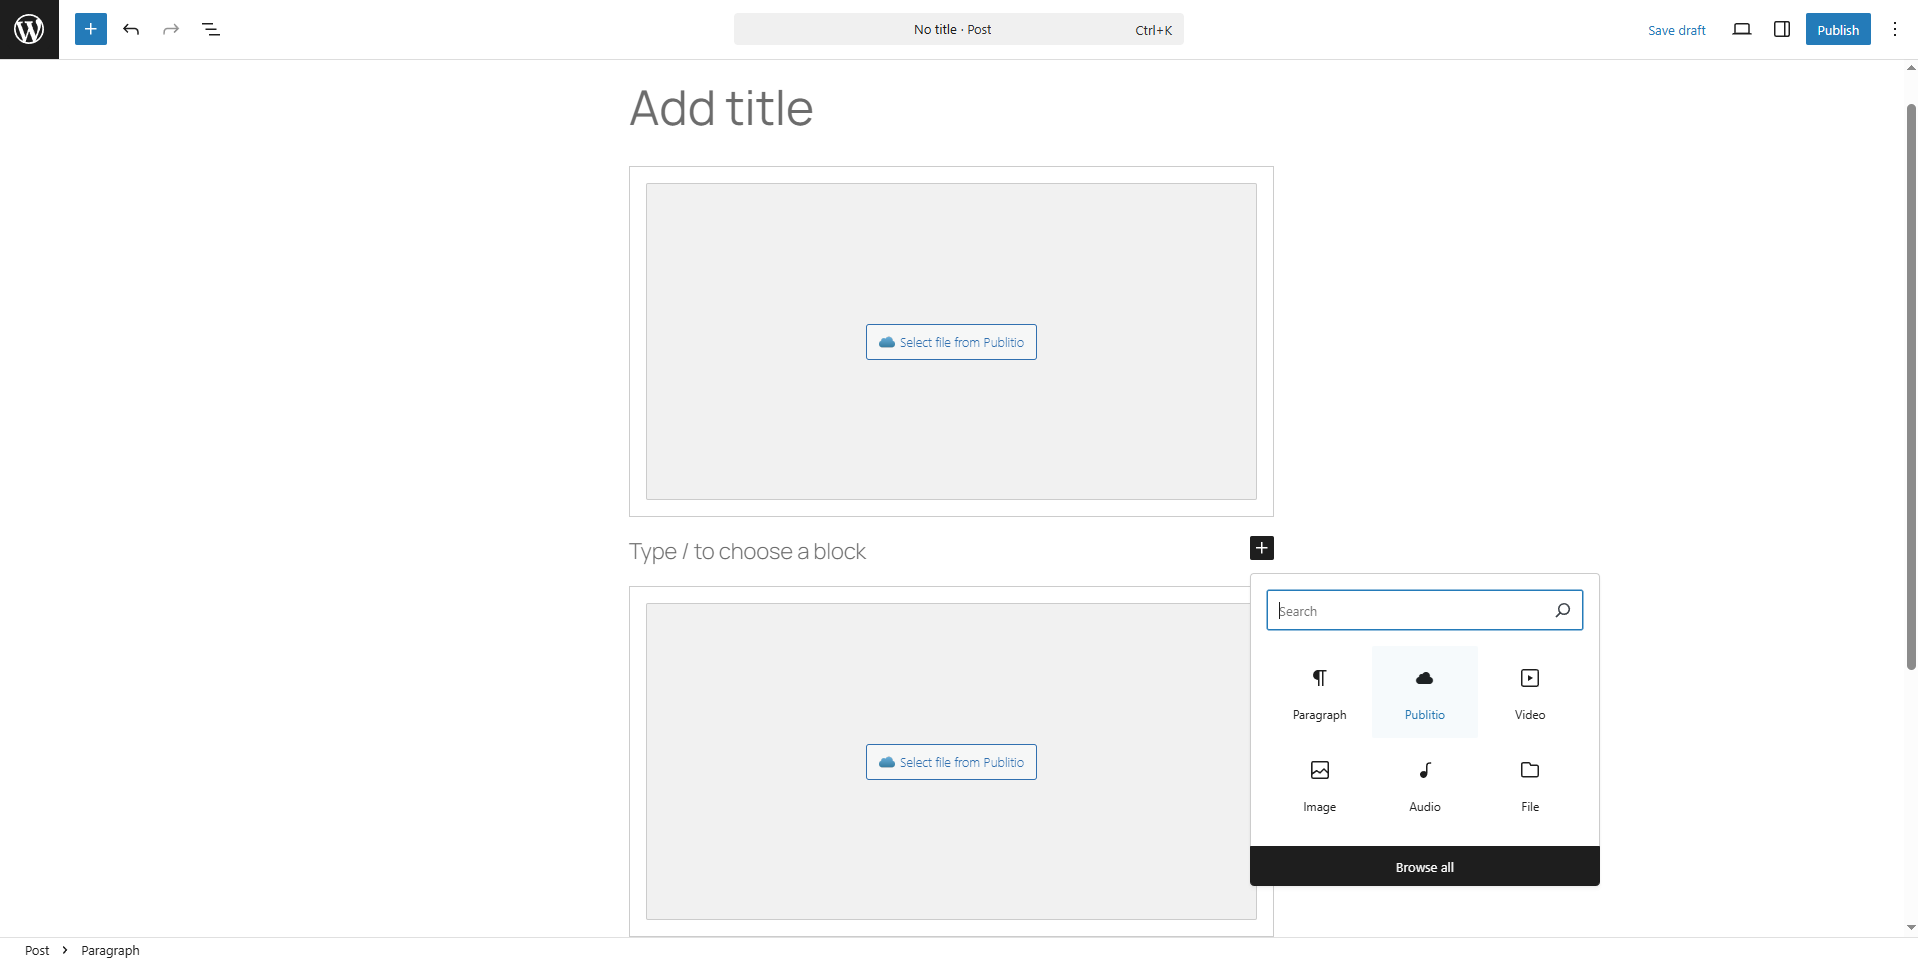 No title · Post
Ctrl+K
Save draft
Publish
Add title
Select file from Publitio
Type / to choose a block
Search
Paragraph
Publitio
Video
Image
Audio
File
Browse all
Select file from Publitio
Post
Paragraph